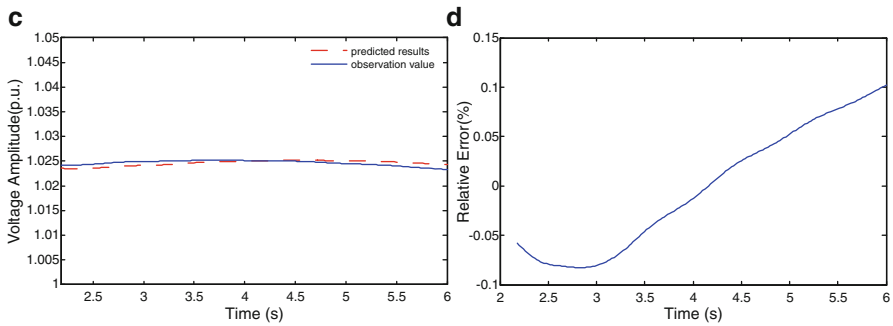 c
1.05
1.045
1.04
1.035
1.03
1.025
1.02
1.015
1.01
1.005
1
Voltage Amplitude(p.u.)
predicted results
observation value
2.5 3 3.5 4 4.5 5 5.5 6
Time (s)
d
0.15
0.1
0.05
0
-0.05
-0.1
Relative Error(%)
2 2.5 3 3.5 4 4.5 5 5.5 6
Time (s)